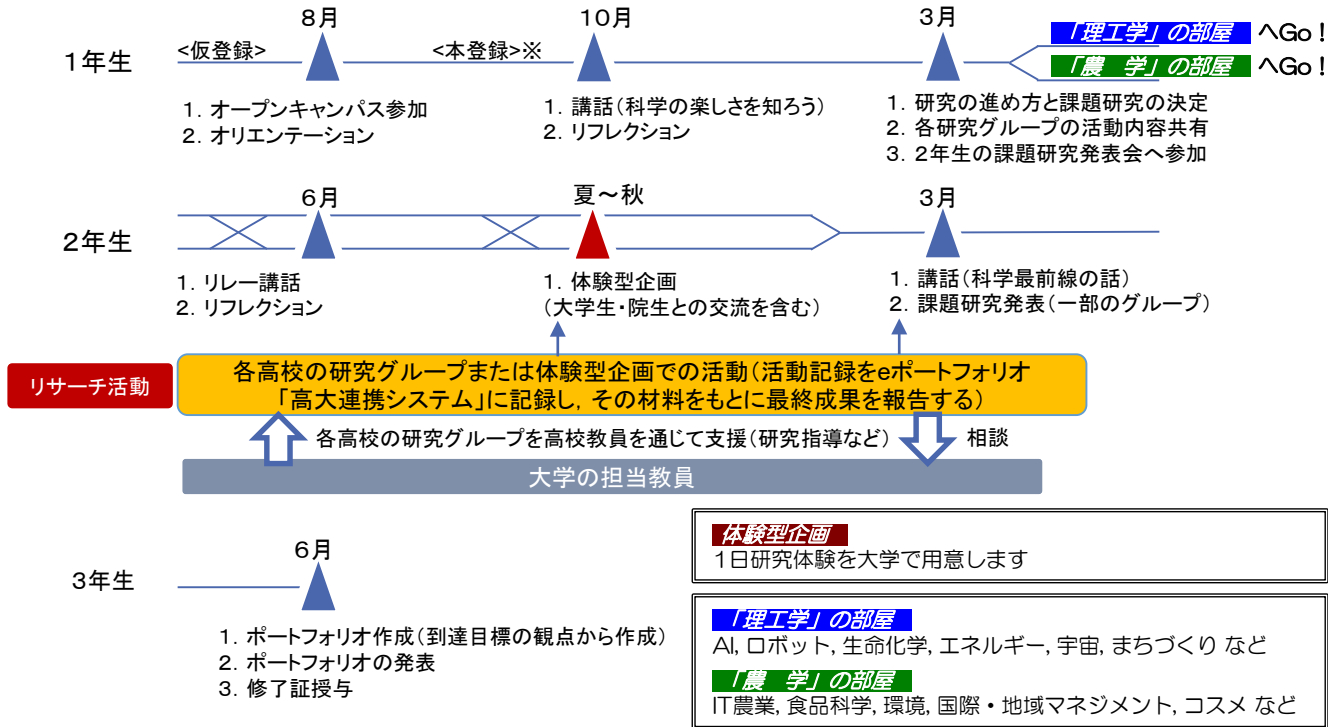 8月
10月
3月
1年生
<仮登録>
<本登録>※
「理工学」の部屋 へGo！
「農　学」の部屋 へGo！
1. オープンキャンパス参加
2. オリエンテーション
1. 講話（科学の楽しさを知ろう）
2. リフレクション
1. 研究の進め方と課題研究の決定
2. 各研究グループの活動内容共有
3. 2年生の課題研究発表会へ参加
6月
夏～秋
3月
2年生
1. リレー講話
2. リフレクション
1. 体験型企画
（大学生・院生との交流を含む）
1. 講話（科学最前線の話）
2. 課題研究発表（一部のグループ）
リサーチ活動
各高校の研究グループまたは体験型企画での活動（活動記録をeポートフォリオ
「高大連携システム」に記録し，その材料をもとに最終成果を報告する）
各高校の研究グループを高校教員を通じて支援（研究指導など）
相談
大学の担当教員
6月
3年生
1. ポートフォリオ作成（到達目標の観点から作成）
2. ポートフォリオの発表
3. 修了証授与
体験型企画
1日研究体験を大学で用意します
「理工学」の部屋
AI, ロボット, 生命化学, エネルギー, 宇宙, まちづくり など
「農　学」の部屋
IT農業, 食品科学, 環境, 国際・地域マネジメント, コスメ など